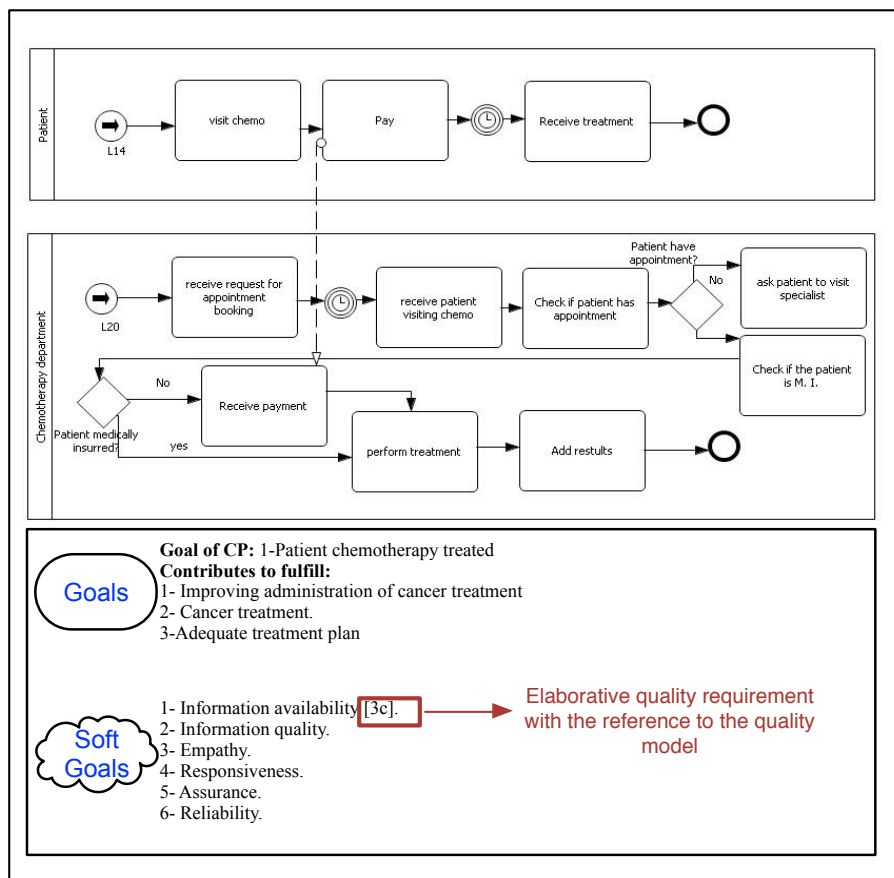 Patient
L14
visit chemo
Pay
Receive treatment
Chemotherapy department
L20
receive request for
appointment
booking
receive patient
visiting chemo
Check if patient has
appointment
Patient have
appointment?
No
ask patient to visit
specialist
Check if the patient
is M. I.
Patient medically
insurred?
No
yes
Receive payment
perform treatment
Add restults
Goals
Goal of CP: 1-Patient chemotherapy treated
Contributes to fulfill:
1- Improving administration of cancer treatment
2- Cancer treatment.
3-Adequate treatment plan
Soft
Goals
1- Information availability [3c].
2- Information quality.
3- Empathy.
4- Responsiveness.
5- Assurance.
6- Reliability.
Elaborative quality requirement
with the reference to the quality
model